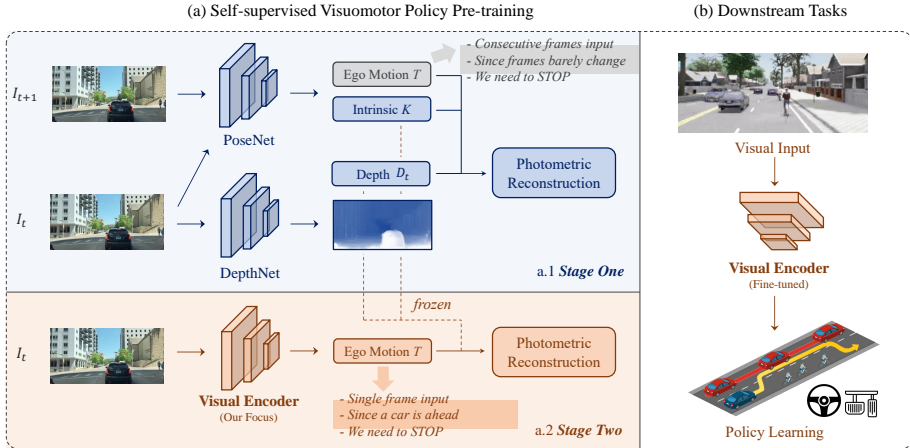 (a) Self-supervised Visuomotor Policy Pre-training
(b) Downstream Tasks
I_{t+1}
PoseNet
Ego Motion T
Intrinsic K
- Consecutive frames input
- Since frames barely change
- We need to STOP
Depth D_t
Photometric
Reconstruction
I_t
DepthNet
a.1 Stage One
frozen
I_t
Visual Encoder
(Our Focus)
Ego Motion T
Photometric
Reconstruction
- Single frame input
- Since a car is ahead
- We need to STOP
a.2 Stage Two
Visual Input
Visual Encoder
(Fine-tuned)
Policy Learning